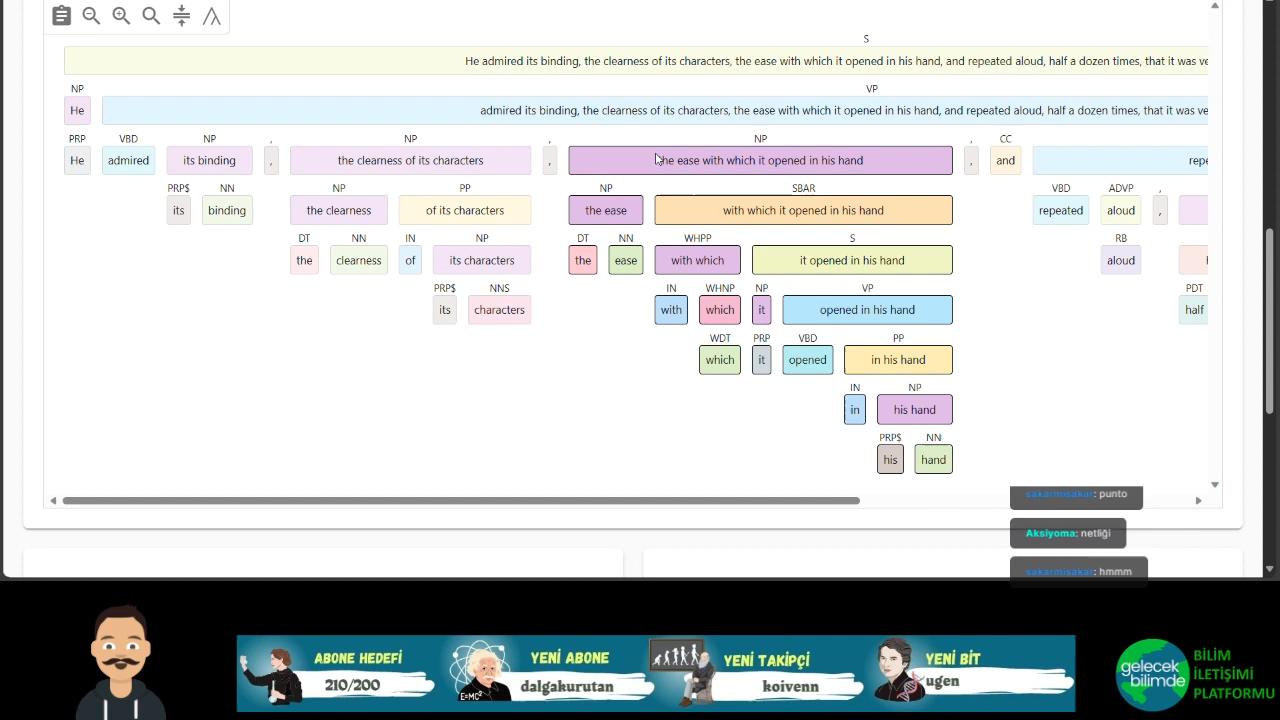 S
He admired its binding, the clearness of its characters, the ease with which it opened in his hand, and repeated aloud, half a dozen times, that it was ve
NP VP
He admired its binding, the clearness of its characters, the ease with which it opened in his hand, and repeated aloud, half a dozen times, that it was ve
PRP VBD NP , NP , NP , CC
He admired its binding , the clearness of its characters , the ease with which it opened in his hand , and repe
PRP$ NN NP PP NP SBAR VBD ADVP ,
its binding the clearness of its characters the ease with which it opened in his hand repeated aloud ,
DT NN IN NP DT NN WHPP S RB
the clearness of its characters the ease with which it opened in his hand aloud
PRP$ NNS IN WHNP NP VP PDT
its characters with which it opened in his hand half
WDT PRP VBD PP
which it opened in his hand
IN NP
in his hand
PRP$ NN
his hand
sakarmisakar: punto
Aksiyoma: netliği
sakarmisakar: hmmm
ABONE HEDEFİ YENİ ABONE YENİ TAKİPÇİ YENİ BİT
210/200 dalgakurutan koivenn ugen
E=MC²
gelecek bilimde
BİLİM
İLETİŞİMİ
PLATFORMU